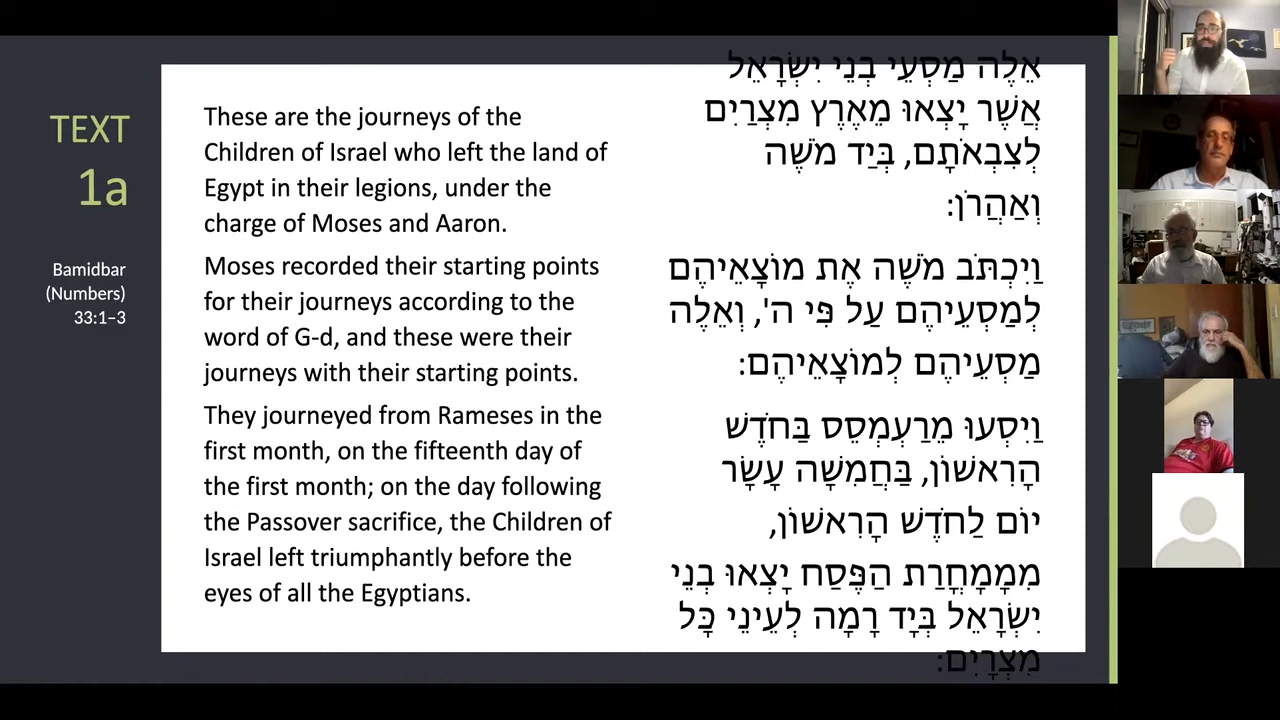 TEXT
1a
Bamidbar
(Numbers)
33:1–3
These are the journeys of the
Children of Israel who left the land of
Egypt in their legions, under the
charge of Moses and Aaron.
Moses recorded their starting points
for their journeys according to the
word of G-d, and these were their
journeys with their starting points.
They journeyed from Rameses in the
first month, on the fifteenth day of
the first month; on the day following
the Passover sacrifice, the Children of
Israel left triumphantly before the
eyes of all the Egyptians.
אֵלֶּה מַסְעֵי בְנֵי יִשְׂרָאֵל
אֲשֶׁר יָצְאוּ מֵאֶרֶץ מִצְרַיִם
לְצִבְאֹתָם, בְּיַד מֹשֶׁה
וְאַהֲרֹן:
וַיִּכְתֹּב מֹשֶׁה אֶת מוֹצָאֵיהֶם
לְמַסְעֵיהֶם עַל פִּי ה', וְאֵלֶּה
מַסְעֵיהֶם לְמוֹצָאֵיהֶם:
וַיִּסְעוּ מֵרַעְמְסֵס בַּחֹדֶשׁ
הָרִאשׁוֹן, בַּחֲמִשָּׁה עָשָׂר
יוֹם לַחֹדֶשׁ הָרִאשׁוֹן,
מִמָּמָחֳרַת הַפֶּסַח יָצְאוּ בְנֵי
יִשְׂרָאֵל בְּיָד רָמָה לְעֵינֵי כָּל
מִצְרָיִם: